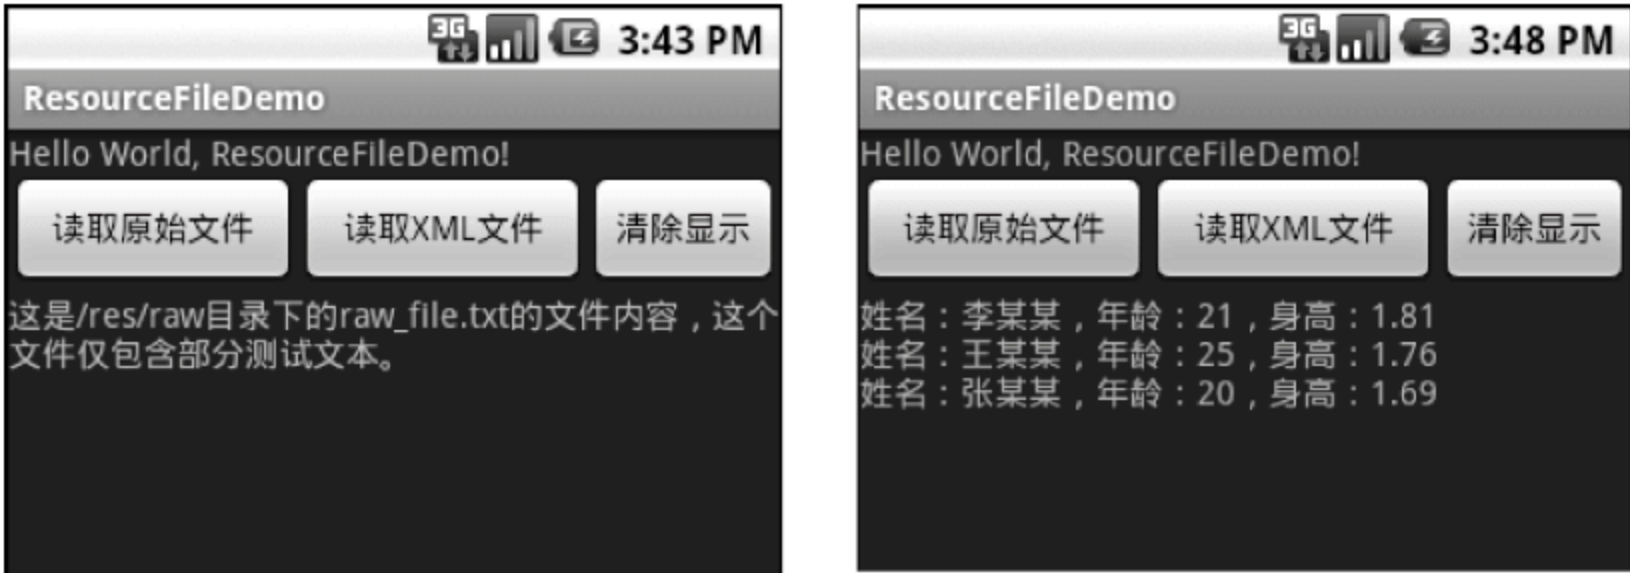 3G 3:43 PM
ResourceFileDemo
Hello World, ResourceFileDemo!
读取原始文件 读取XML文件 清除显示
这是/res/raw目录下的raw_file.txt的文件内容，这个
文件仅包含部分测试文本。
3G 3:48 PM
ResourceFileDemo
Hello World, ResourceFileDemo!
读取原始文件 读取XML文件 清除显示
姓名：李某某，年龄：21，身高：1.81
姓名：王某某，年龄：25，身高：1.76
姓名：张某某，年龄：20，身高：1.69